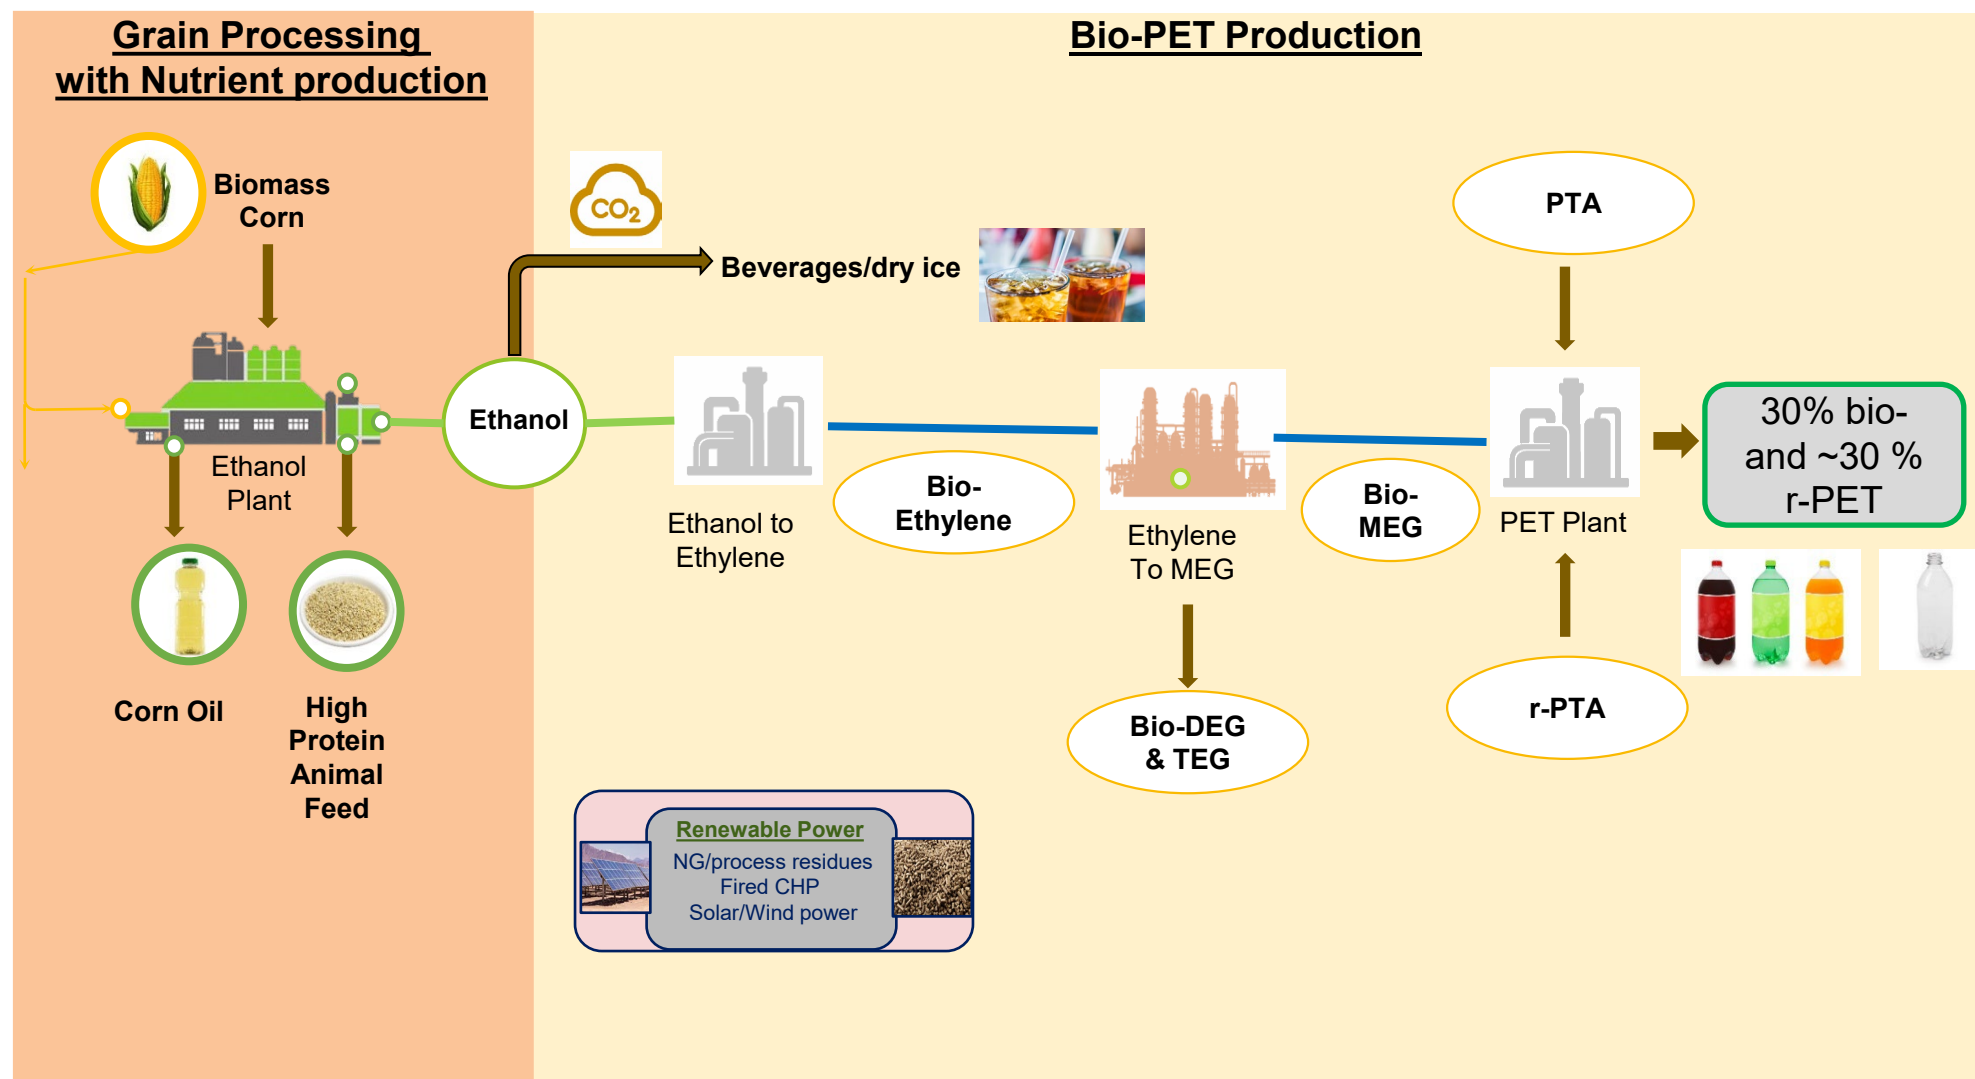 Grain Processing
with Nutrient production
Bio-PET Production
Biomass
Corn
CO2
Beverages/dry ice
PTA
Ethanol
Ethanol
Plant
Ethanol to
Ethylene
Bio-
Ethylene
Ethylene
To MEG
Bio-
MEG
PET Plant
30% bio-
and ~30 %
r-PET
Corn Oil
High
Protein
Animal
Feed
Bio-DEG
& TEG
r-PTA
Renewable Power
NG/process residues
Fired CHP
Solar/Wind power